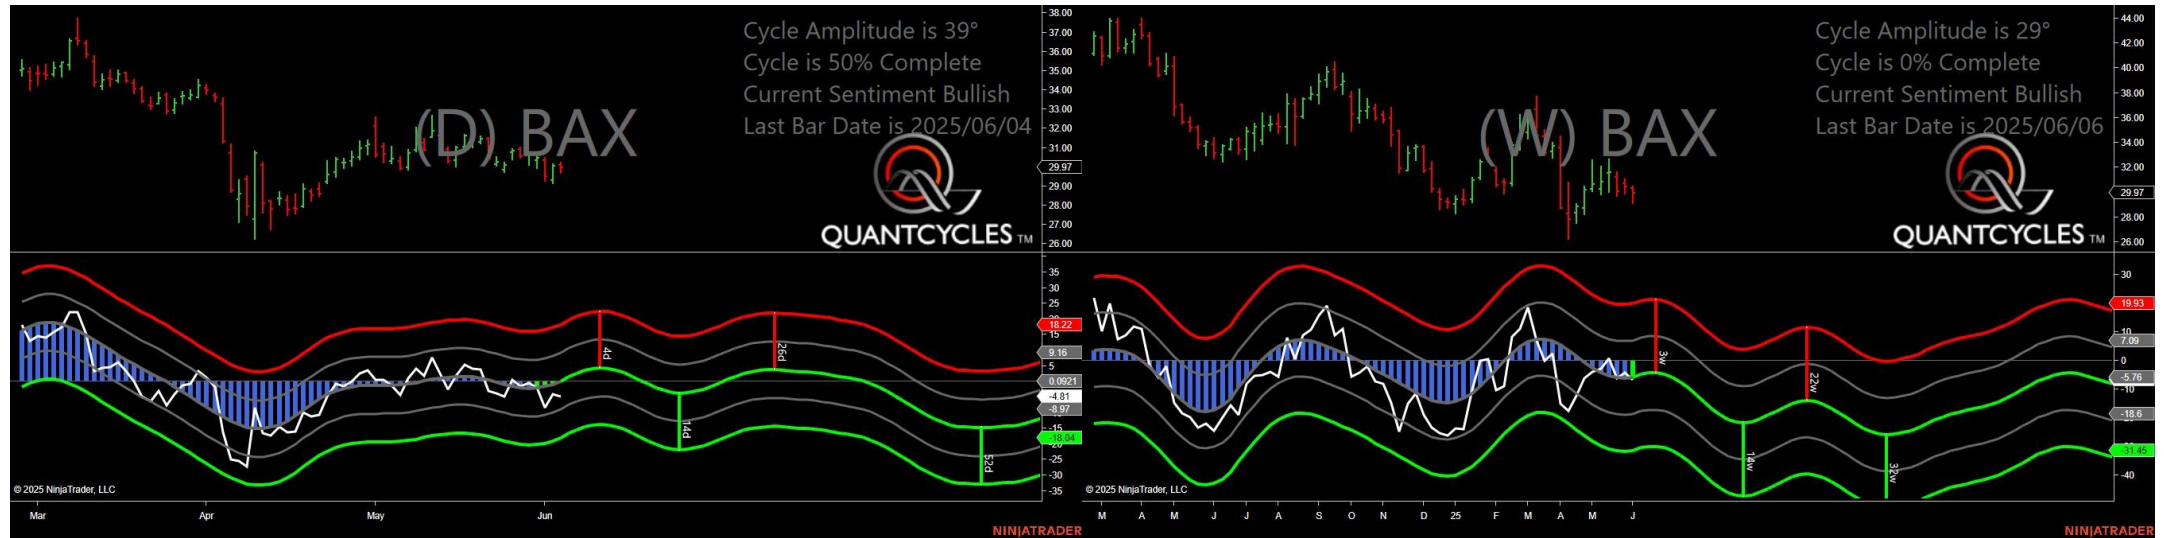 Cycle Amplitude is 39°
Cycle is 50% Complete
Current Sentiment Bullish
Last Bar Date is 2025/06/04
(D) BAX
QUANTCYCLES TM
38.00
37.00
36.00
35.00
34.00
33.00
32.00
31.00
29.97
29.00
28.00
27.00
26.00
35
30
25
18.22
15
9.16
5
0.0921
-4.81
-8.97
-15
-18.04
-25
-30
-35
4d
14d
26d
52d
© 2025 NinjaTrader, LLC
Mar Apr May Jun
NINJATRADER
Cycle Amplitude is 29°
Cycle is 0% Complete
Current Sentiment Bullish
Last Bar Date is 2025/06/06
(W) BAX
QUANTCYCLES TM
44.00
42.00
40.00
38.00
36.00
34.00
32.00
29.97
28.00
26.00
30
19.93
10
7.09
0
-5.76
-10
-18.6
-31.45
-40
3w
14w
22w
32w
© 2025 NinjaTrader, LLC
M A M J J A S O N D 25 F M A M J
NINJATRADER